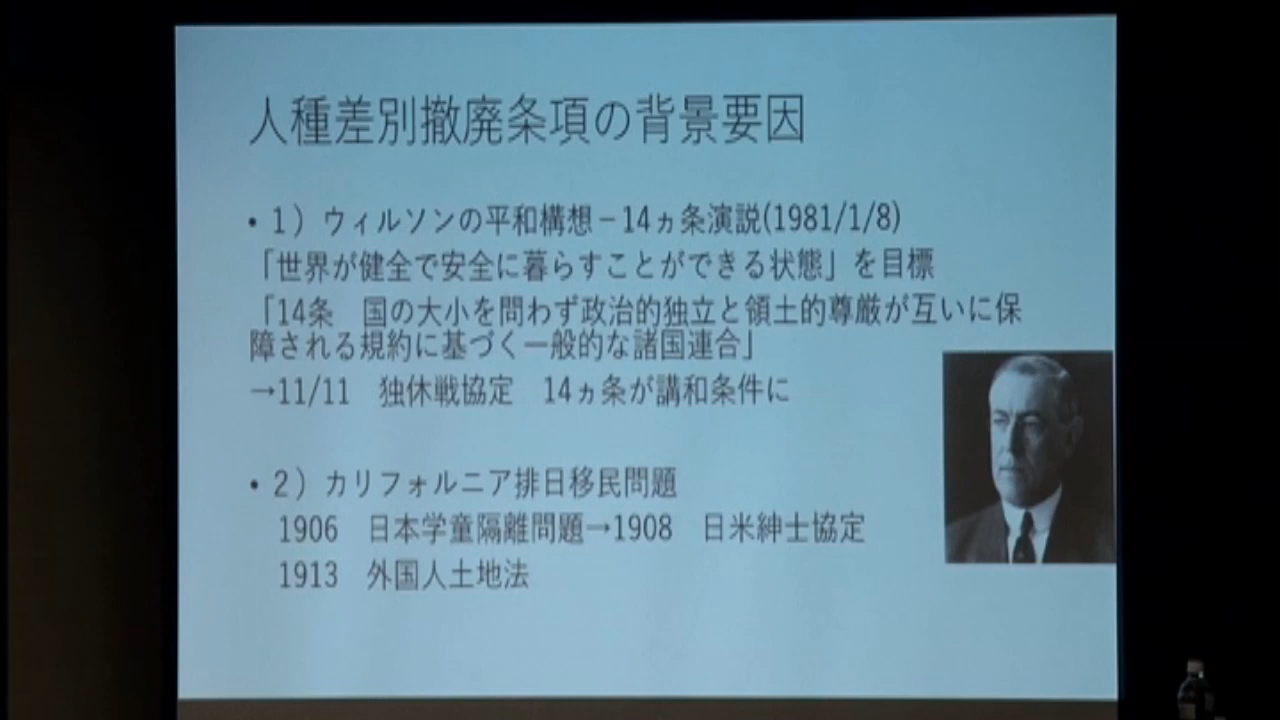 人種差別撤廃条項の背景要因
• 1）ウィルソンの平和構想－14ヵ条演説(1981/1/8)
「世界が健全で安全に暮らすことができる状態」を目標
「14条　国の大小を問わず政治的独立と領土的尊厳が互いに保
障される規約に基づく一般的な諸国連合」
→11/11　独休戦協定　14ヵ条が講和条件に
• 2）カリフォルニア排日移民問題
1906　日本学童隔離問題→1908　日米紳士協定
1913　外国人土地法